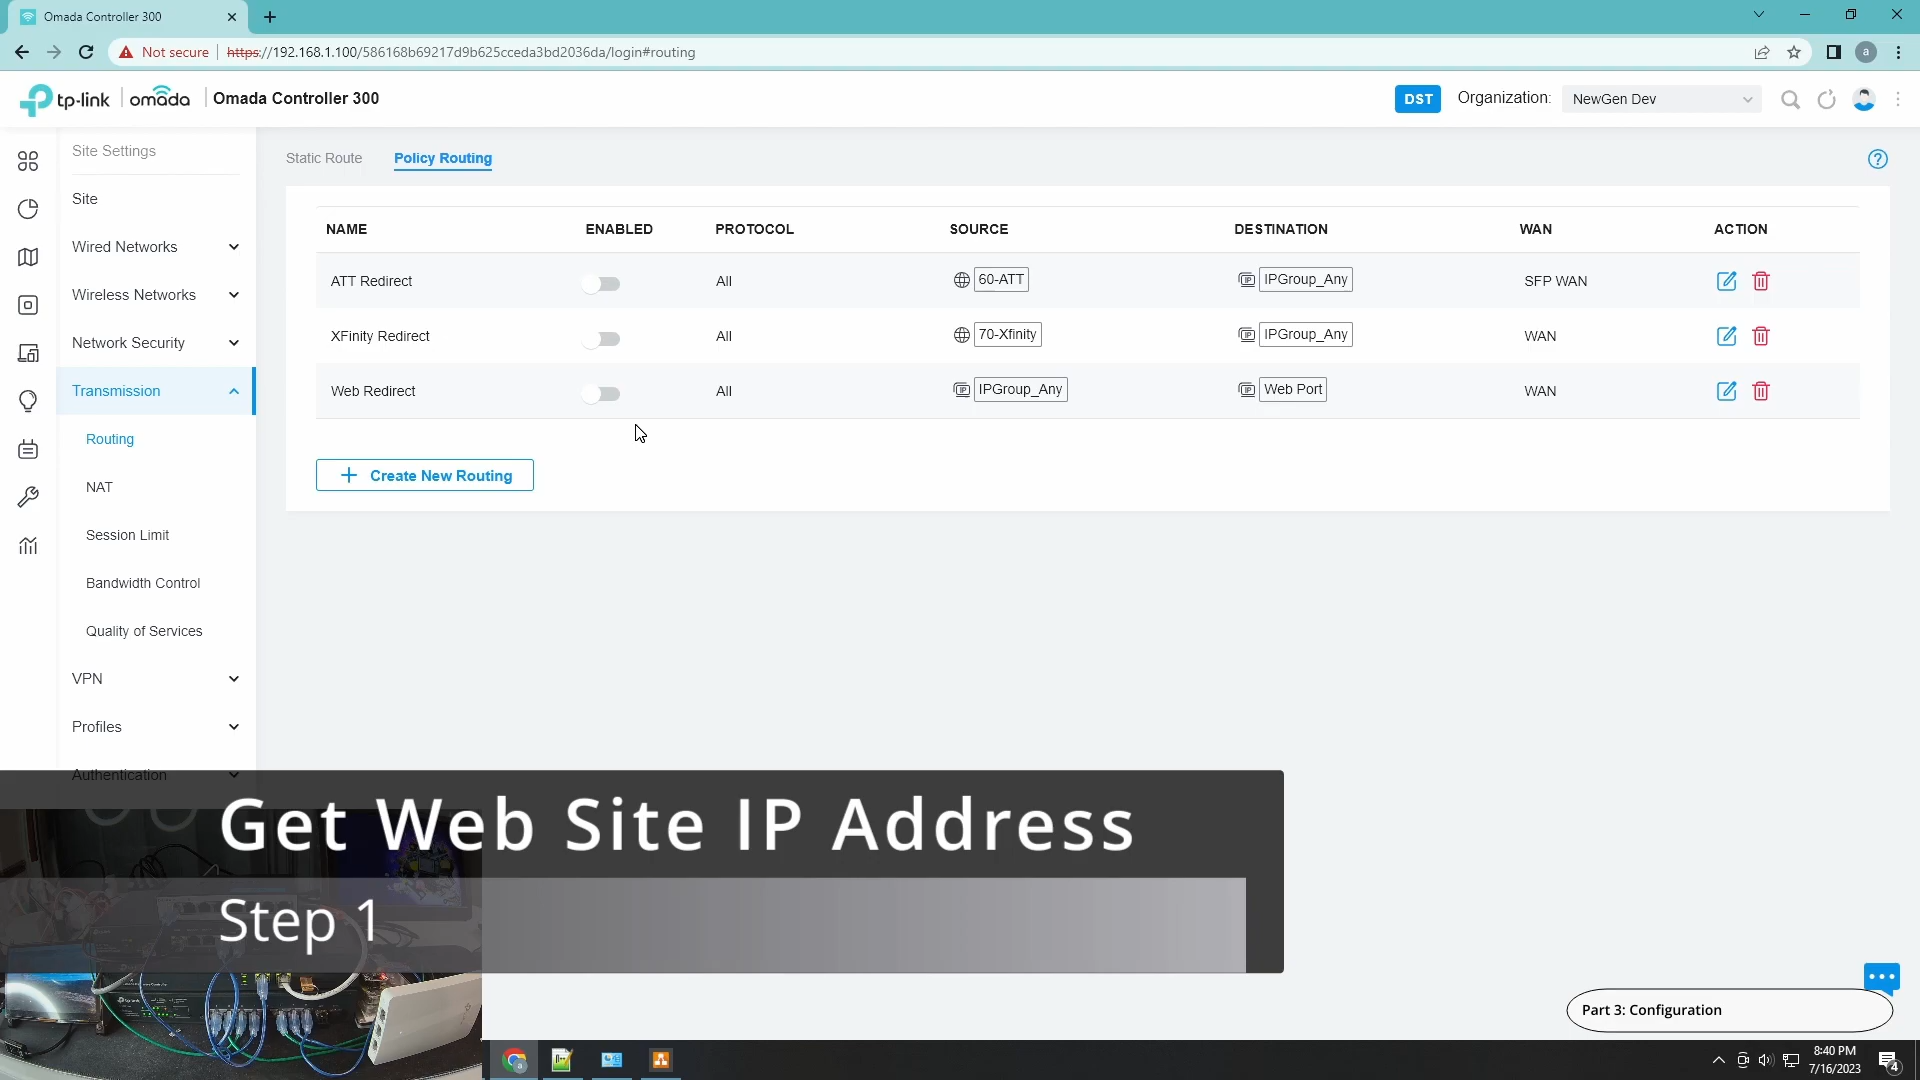 Omada Controller 300
Not secure
https://192.168.1.100/586168b69217d9b625cceda3bd2036da/login#routing
a
tp-link
omada
Omada Controller 300
DST
Organization:
NewGen Dev
Site Settings
Site
Wired Networks
Wireless Networks
Network Security
Transmission
Routing
NAT
Session Limit
Bandwidth Control
Quality of Services
VPN
Profiles
Authentication
Static Route
Policy Routing
?
NAME ENABLED PROTOCOL SOURCE DESTINATION WAN ACTION
ATT Redirect All 60-ATT IP IPGroup_Any SFP WAN
XFinity Redirect All 70-Xfinity IP IPGroup_Any WAN
Web Redirect All IP IPGroup_Any IP Web Port WAN
Create New Routing
Get Web Site IP Address
Step 1
Part 3: Configuration
8:40 PM
7/16/2023
4